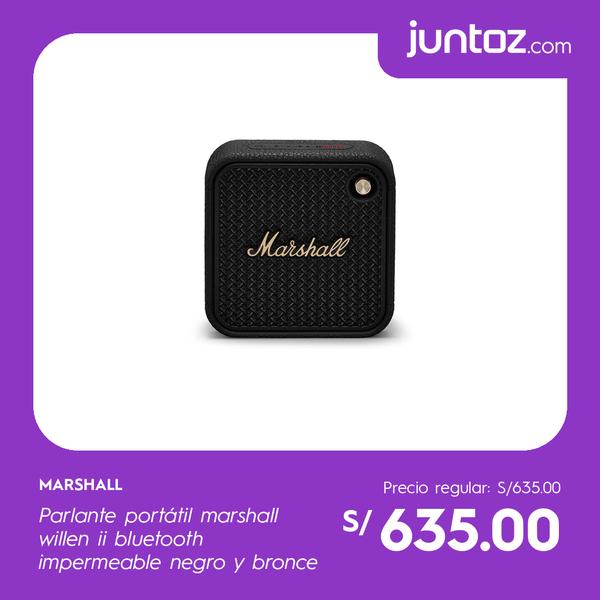 juntoz.com
Marshall
MARSHALL
Parlante portátil marshall
willen ii bluetooth
impermeable negro y bronce
Precio regular: S/635.00
S/ 635.00